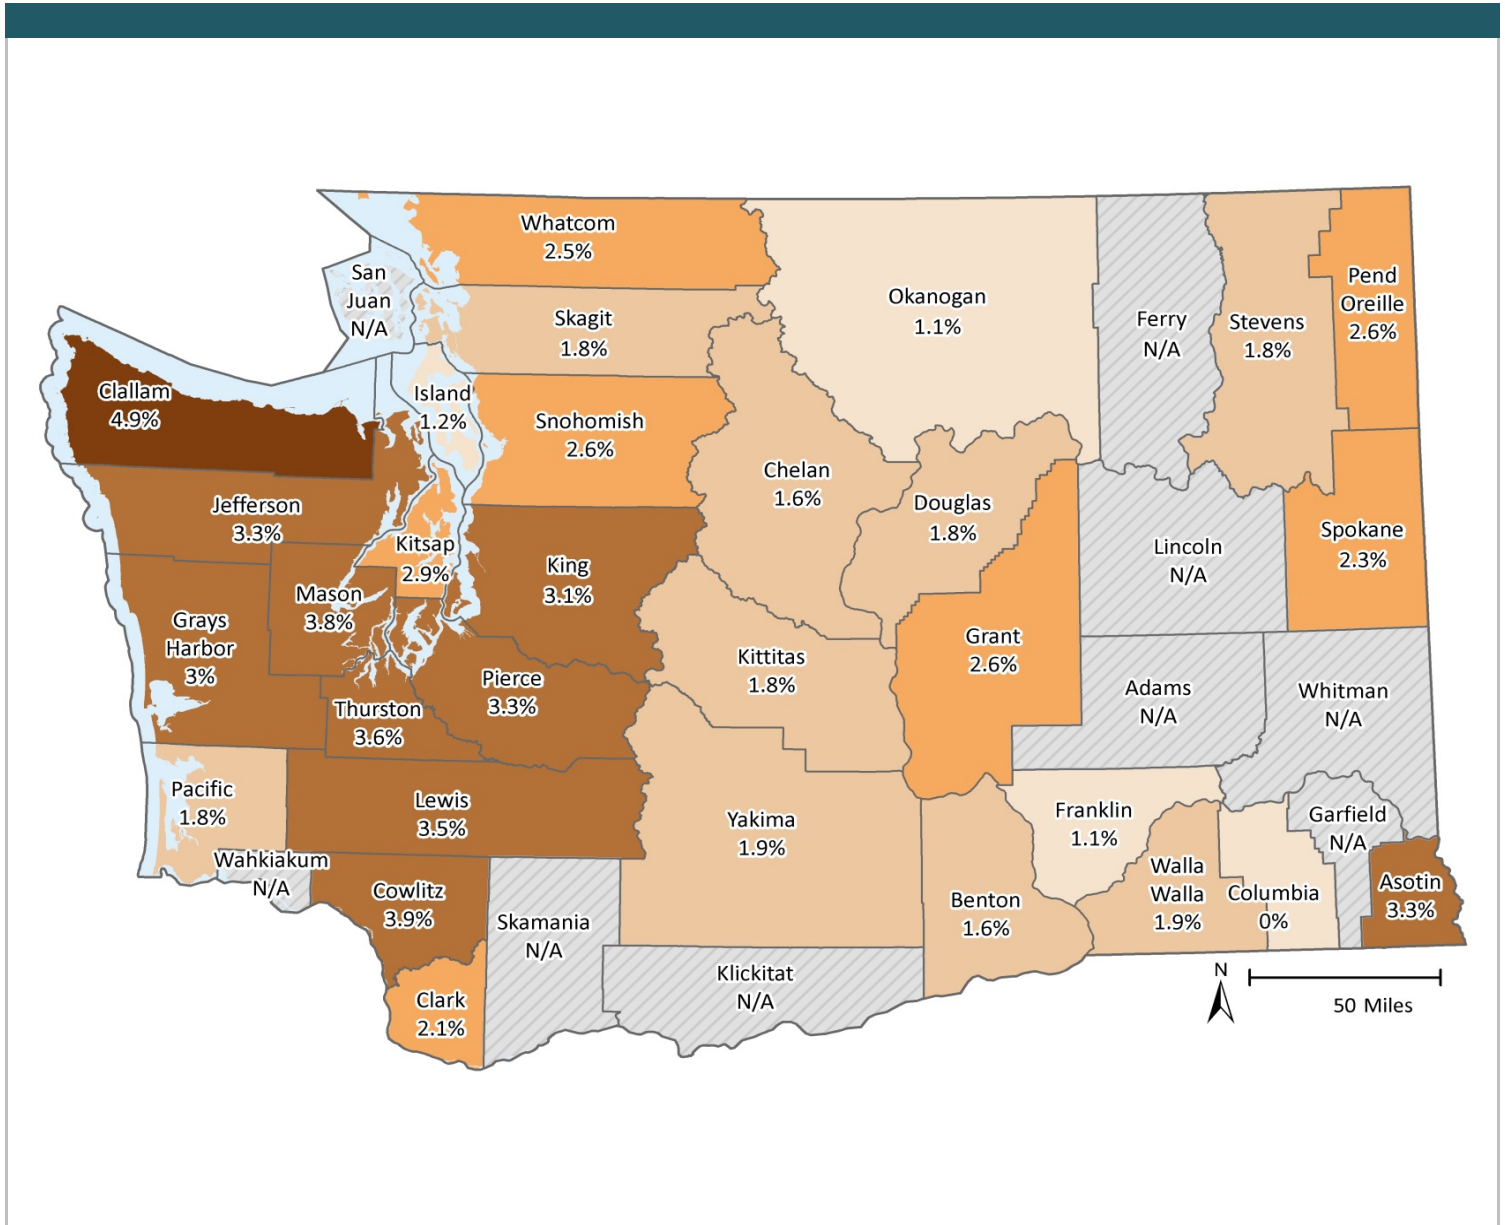 Whatcom
2.5%
San
Juan
N/A
Skagit
1.8%
Okanogan
1.1%
Ferry
N/A
Stevens
1.8%
Pend
Oreille
2.6%
Clallam
4.9%
Island
1.2%
Snohomish
2.6%
Chelan
1.6%
Douglas
1.8%
Jefferson
3.3%
Kitsap
2.9%
King
3.1%
Lincoln
N/A
Spokane
2.3%
Mason
3.8%
Grays
Harbor
3%
Kittitas
1.8%
Grant
2.6%
Pierce
3.3%
Thurston
3.6%
Adams
N/A
Whitman
N/A
Pacific
1.8%
Lewis
3.5%
Yakima
1.9%
Franklin
1.1%
Garfield
N/A
Wahkiakum
N/A
Cowlitz
3.9%
Skamania
N/A
Benton
1.6%
Walla
Walla
1.9%
Columbia
0%
Asotin
3.3%
Clark
2.1%
Klickitat
N/A
N
50 Miles